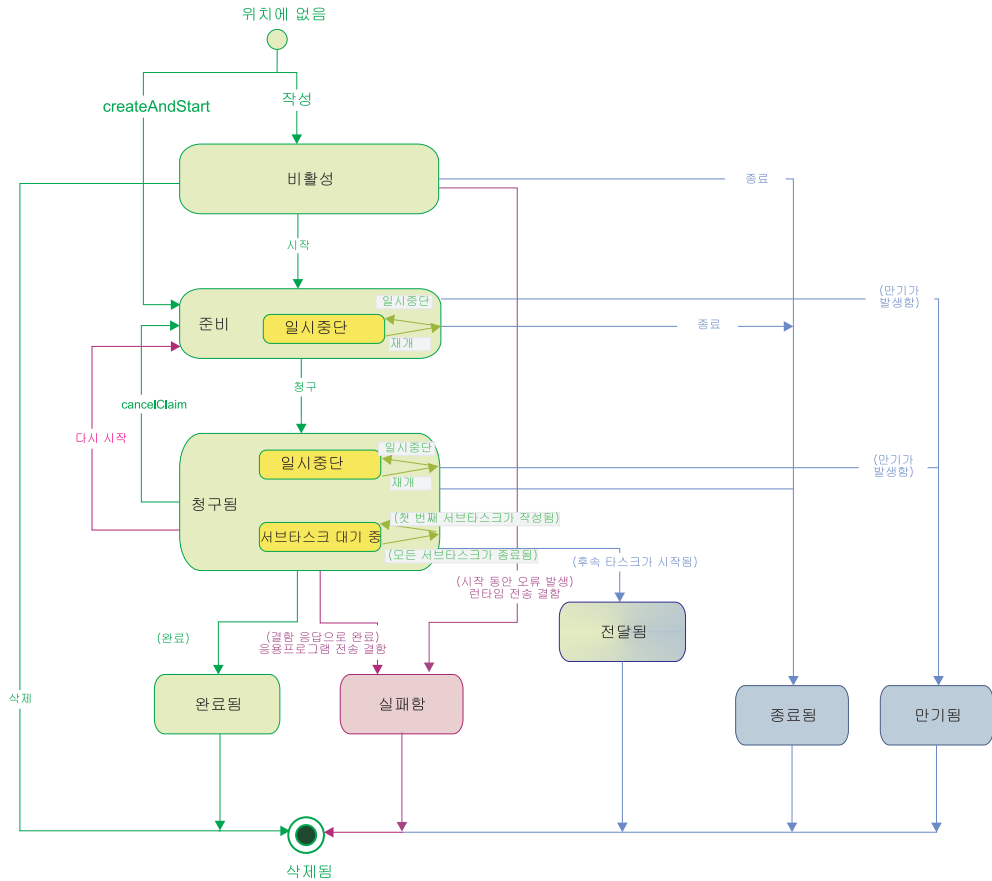 위치에 없음
createAndStart
작성
비활성
종료
시작
(만기가
발생함)
일시중단
준비
일시중단
종료
재개
청구
cancelClaim
다시 시작
일시중단
일시중단
(만기가
발생함)
재개
청구됨
(첫 번째 서브타스크가 작성됨)
서브타스크 대기 중
(모든 서브타스크가 종료됨)
(후속 타스크가 시작됨)
(시작 동안 오류 발생)
런타임 전송 결함
전달됨
(완료)
(결함 응답으로 완료)
응용프로그램 전송 결함
삭제
완료됨
실패함
종료됨
만기됨
삭제됨